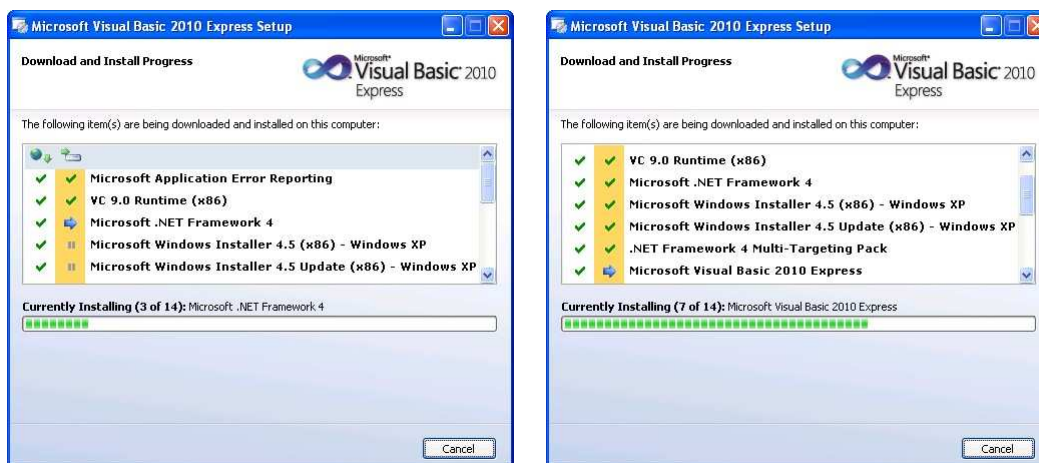 Microsoft Visual Basic 2010 Express Setup
Download and Install Progress
Microsoft®
Visual Basic® 2010
Express
The following item(s) are being downloaded and installed on this computer:
Microsoft Application Error Reporting
VC 9.0 Runtime (x86)
Microsoft .NET Framework 4
Microsoft Windows Installer 4.5 (x86) - Windows XP
Microsoft Windows Installer 4.5 Update (x86) - Windows XP
Currently Installing (3 of 14): Microsoft .NET Framework 4
Cancel
Microsoft Visual Basic 2010 Express Setup
Download and Install Progress
Microsoft®
Visual Basic® 2010
Express
The following item(s) are being downloaded and installed on this computer:
VC 9.0 Runtime (x86)
Microsoft .NET Framework 4
Microsoft Windows Installer 4.5 (x86) - Windows XP
Microsoft Windows Installer 4.5 Update (x86) - Windows XP
.NET Framework 4 Multi-Targeting Pack
Microsoft Visual Basic 2010 Express
Currently Installing (7 of 14): Microsoft Visual Basic 2010 Express
Cancel